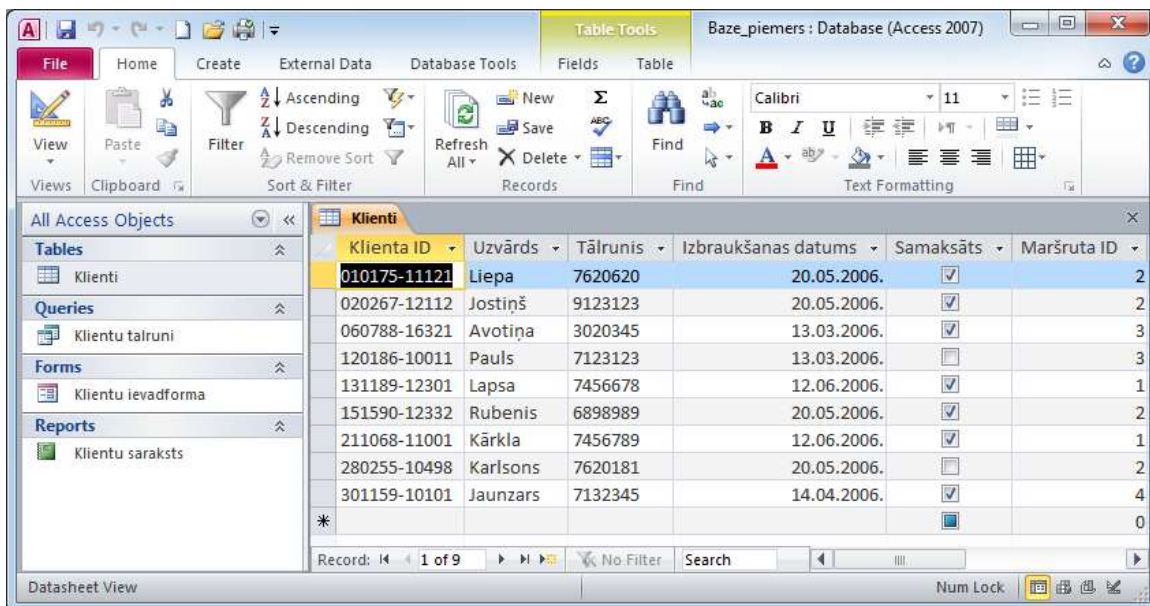 Table Tools Baze_piemers : Database (Access 2007)
File Home Create External Data Database Tools Fields Table
View Paste Filter Ascending Descending Remove Sort Refresh All New Save Delete Find Calibri 11
Views Clipboard Sort & Filter Records Find Text Formatting
All Access Objects
Tables
Klienti
Queries
Klientu talruni
Forms
Klientu ievadforma
Reports
Klientu saraksts
Klienti
Klienta ID Uzvārds Tālrunis Izbraukšanas datums Samaksāts Maršruta ID
010175-11121 Liepa 7620620 20.05.2006. 2
020267-12112 Jostiņš 9123123 20.05.2006. 2
060788-16321 Avotiņa 3020345 13.03.2006. 3
120186-10011 Pauls 7123123 13.03.2006. 3
131189-12301 Lapsa 7456678 12.06.2006. 1
151590-12332 Rubenis 6898989 20.05.2006. 2
211068-11001 Kārkla 7456789 12.06.2006. 1
280255-10498 Karlsons 7620181 20.05.2006. 2
301159-10101 Jaunzars 7132345 14.04.2006. 4
0
Record: 1 of 9 No Filter Search
Datasheet View Num Lock